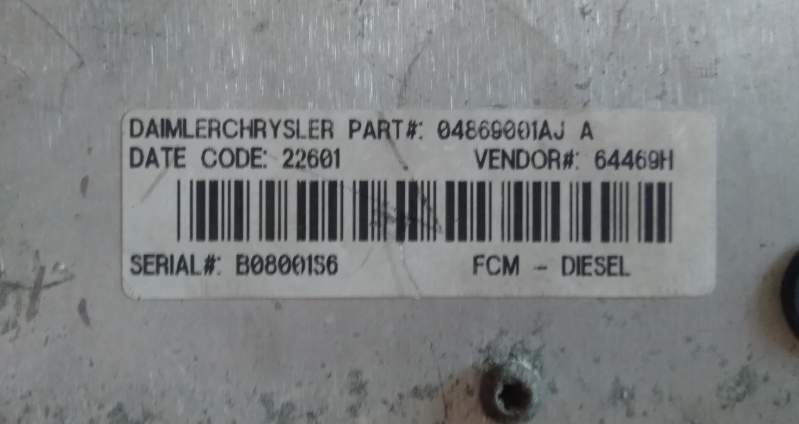 DAIMLERCHRYSLER PART#: 04869001AJ A
DATE CODE: 22601 VENDOR#: 64469H
SERIAL#: B08001S6 FCM - DIESEL